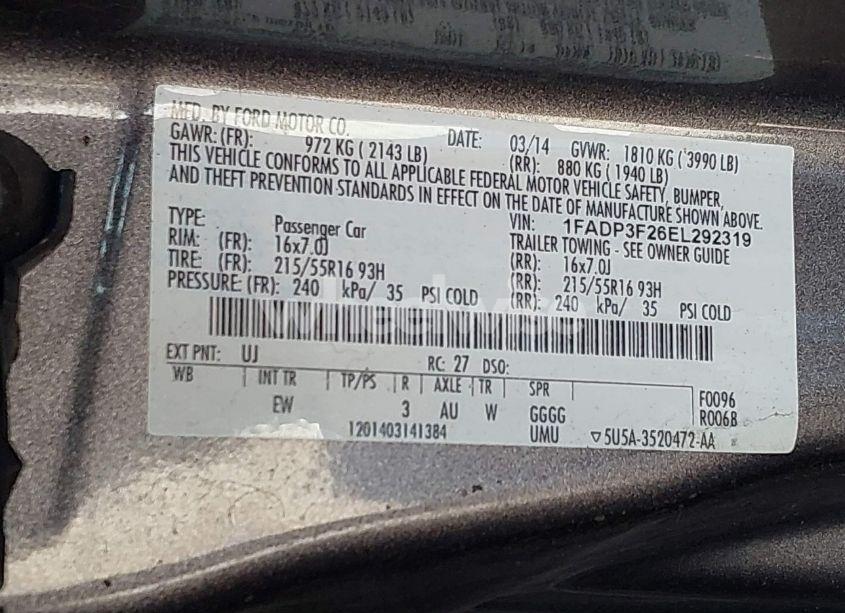 MFD. BY FORD MOTOR CO.
DATE: 03/14 GVWR: 1810 KG ( 3990 LB)
GAWR: (FR): 972 KG ( 2143 LB) (RR): 880 KG ( 1940 LB)
THIS VEHICLE CONFORMS TO ALL APPLICABLE FEDERAL MOTOR VEHICLE SAFETY, BUMPER,
AND THEFT PREVENTION STANDARDS IN EFFECT ON THE DATE OF MANUFACTURE SHOWN ABOVE.
VIN: 1FADP3F26EL292319
TYPE: Passenger Car TRAILER TOWING - SEE OWNER GUIDE
RIM: (FR): 16x7.0J (RR): 16x7.0J
TIRE: (FR): 215/55R16 93H (RR): 215/55R16 93H
PRESSURE: (FR): 240 kPa/ 35 PSI COLD (RR): 240 kPa/ 35 PSI COLD
EXT PNT: UJ RC: 27 DSO:
WB INT TR TP/PS R AXLE TR SPR F0096
EW 3 AU W GGGG R006B
1201403141384 UMU 5U5A-3520472-AA